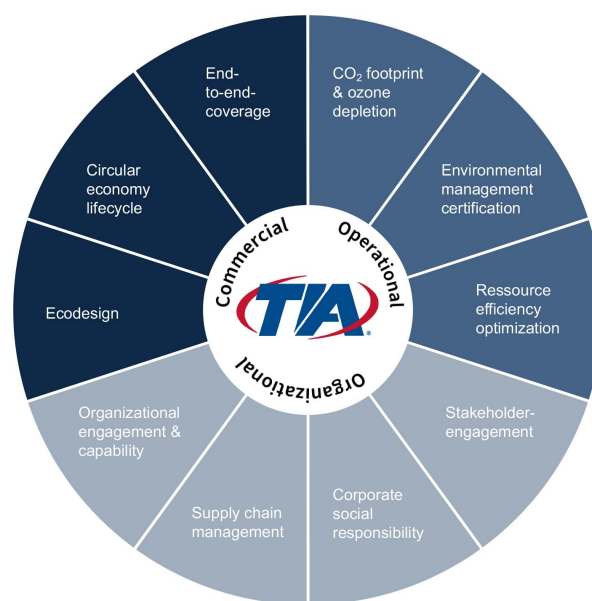 End-
to-end-
coverage
CO₂ footprint
& ozone
depletion
Circular
economy
lifecycle
Environmental
management
certification
Commercial
Operational
Ecodesign
TIA
Ressource
efficiency
optimization
Organizational
Organizational
engagement &
capability
Stakeholder-
engagement
Supply chain
management
Corporate
social
responsibility